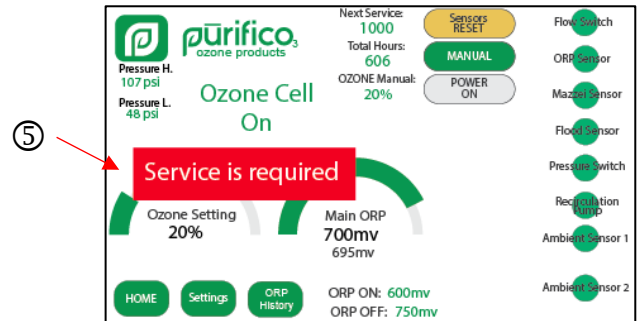 pūrifico3
ozone products
Pressure H.
107 psi
Pressure L.
48 psi
Next Service:
1000
Total Hours:
606
OZONE Manual:
20%
Sensors
RESET
MANUAL
POWER
ON
Ozone Cell
On
⑤
Service is required
Ozone Setting
20%
Main ORP
700mv
695mv
HOME
Settings
ORP
History
ORP ON: 600mv
ORP OFF: 750mv
Flow Switch
ORP Sensor
Mazzei Sensor
Flood Sensor
Pressure Switch
Recirculation
Pump
Ambient Sensor 1
Ambient Sensor 2